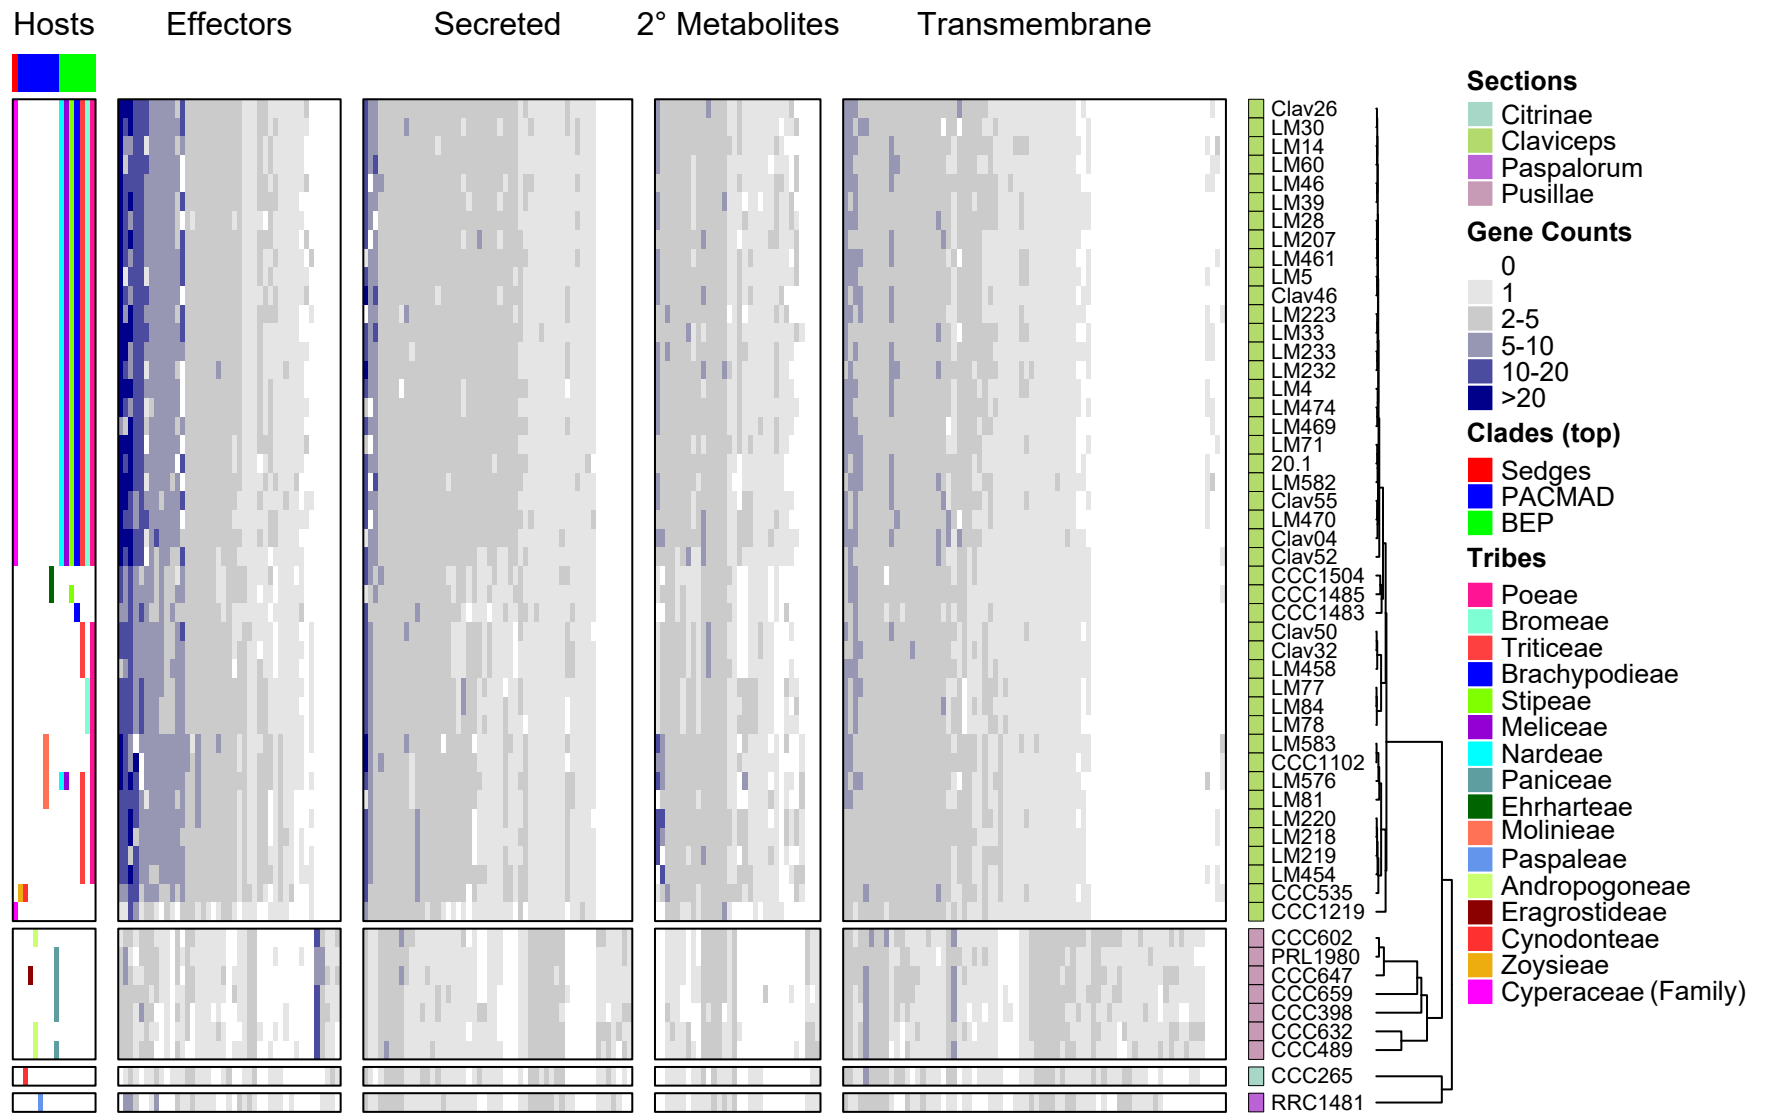 Hosts Effectors Secreted 2° Metabolites Transmembrane
Clav26
LM30
LM14
LM60
LM46
LM39
LM28
LM207
LM461
LM5
Clav46
LM223
LM33
LM233
LM232
LM4
LM474
LM469
LM71
20.1
LM582
Clav55
LM470
Clav04
Clav52
CCC1504
CCC1485
CCC1483
Clav50
Clav32
LM458
LM77
LM84
LM78
LM583
CCC1102
LM576
LM81
LM220
LM218
LM219
LM454
CCC535
CCC1219
CCC602
PRL1980
CCC647
CCC659
CCC398
CCC632
CCC489
CCC265
RRC1481
Sections
Citrinae
Claviceps
Paspalorum
Pusillae
Gene Counts
0
1
2-5
5-10
10-20
>20
Clades (top)
Sedges
PACMAD
BEP
Tribes
Poeae
Bromeae
Triticeae
Brachypodieae
Stipeae
Meliceae
Nardeae
Paniceae
Ehrharteae
Molinieae
Paspaleae
Andropogoneae
Eragrostideae
Cynodonteae
Zoysieae
Cyperaceae (Family)